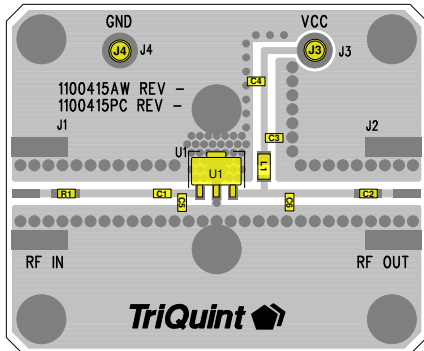 GND
VCC
J4
J4
J3
J3
1100415AW REV -
1100415PC REV -
C4
J1
J2
C3
U1
L1
U1
R1
C1
C5
C6
C2
RF IN
RF OUT
TriQuint